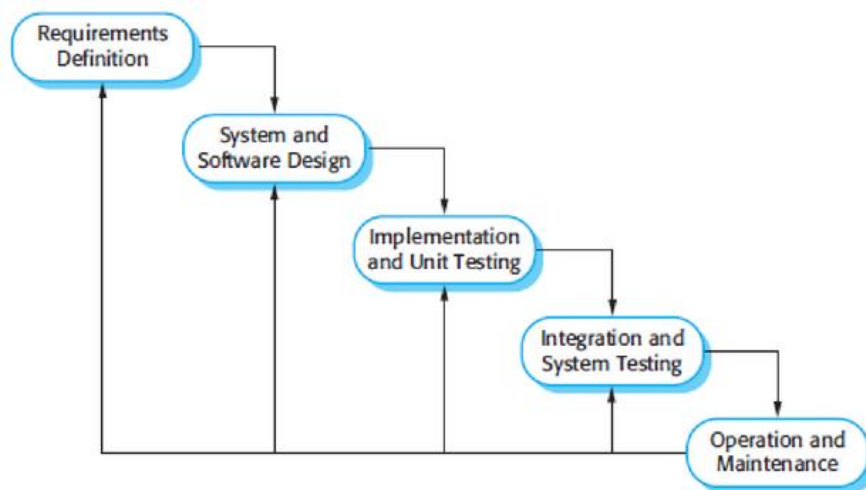 Requirements
Definition
System and
Software Design
Implementation
and Unit Testing
Integration and
System Testing
Operation and
Maintenance